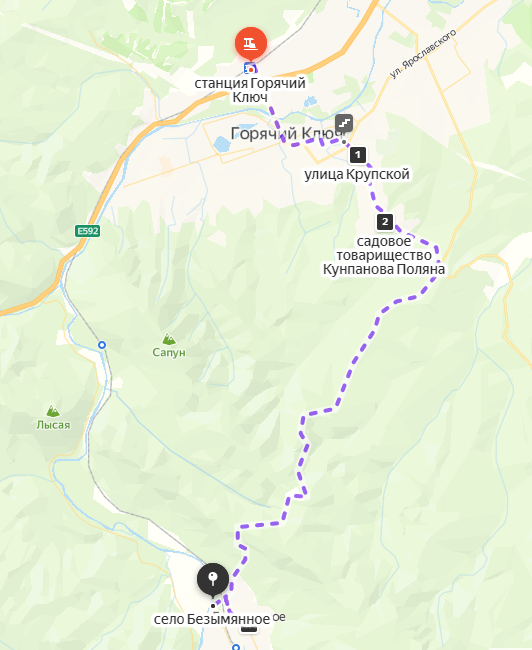 ул. Ярославского
станция Горячий
Ключ
Горячий Ключ
1
улица Крупской
2
садовое
товарищество
Кунпанова Поляна
E592
Сапун
Лысая
село Безымянное
ое